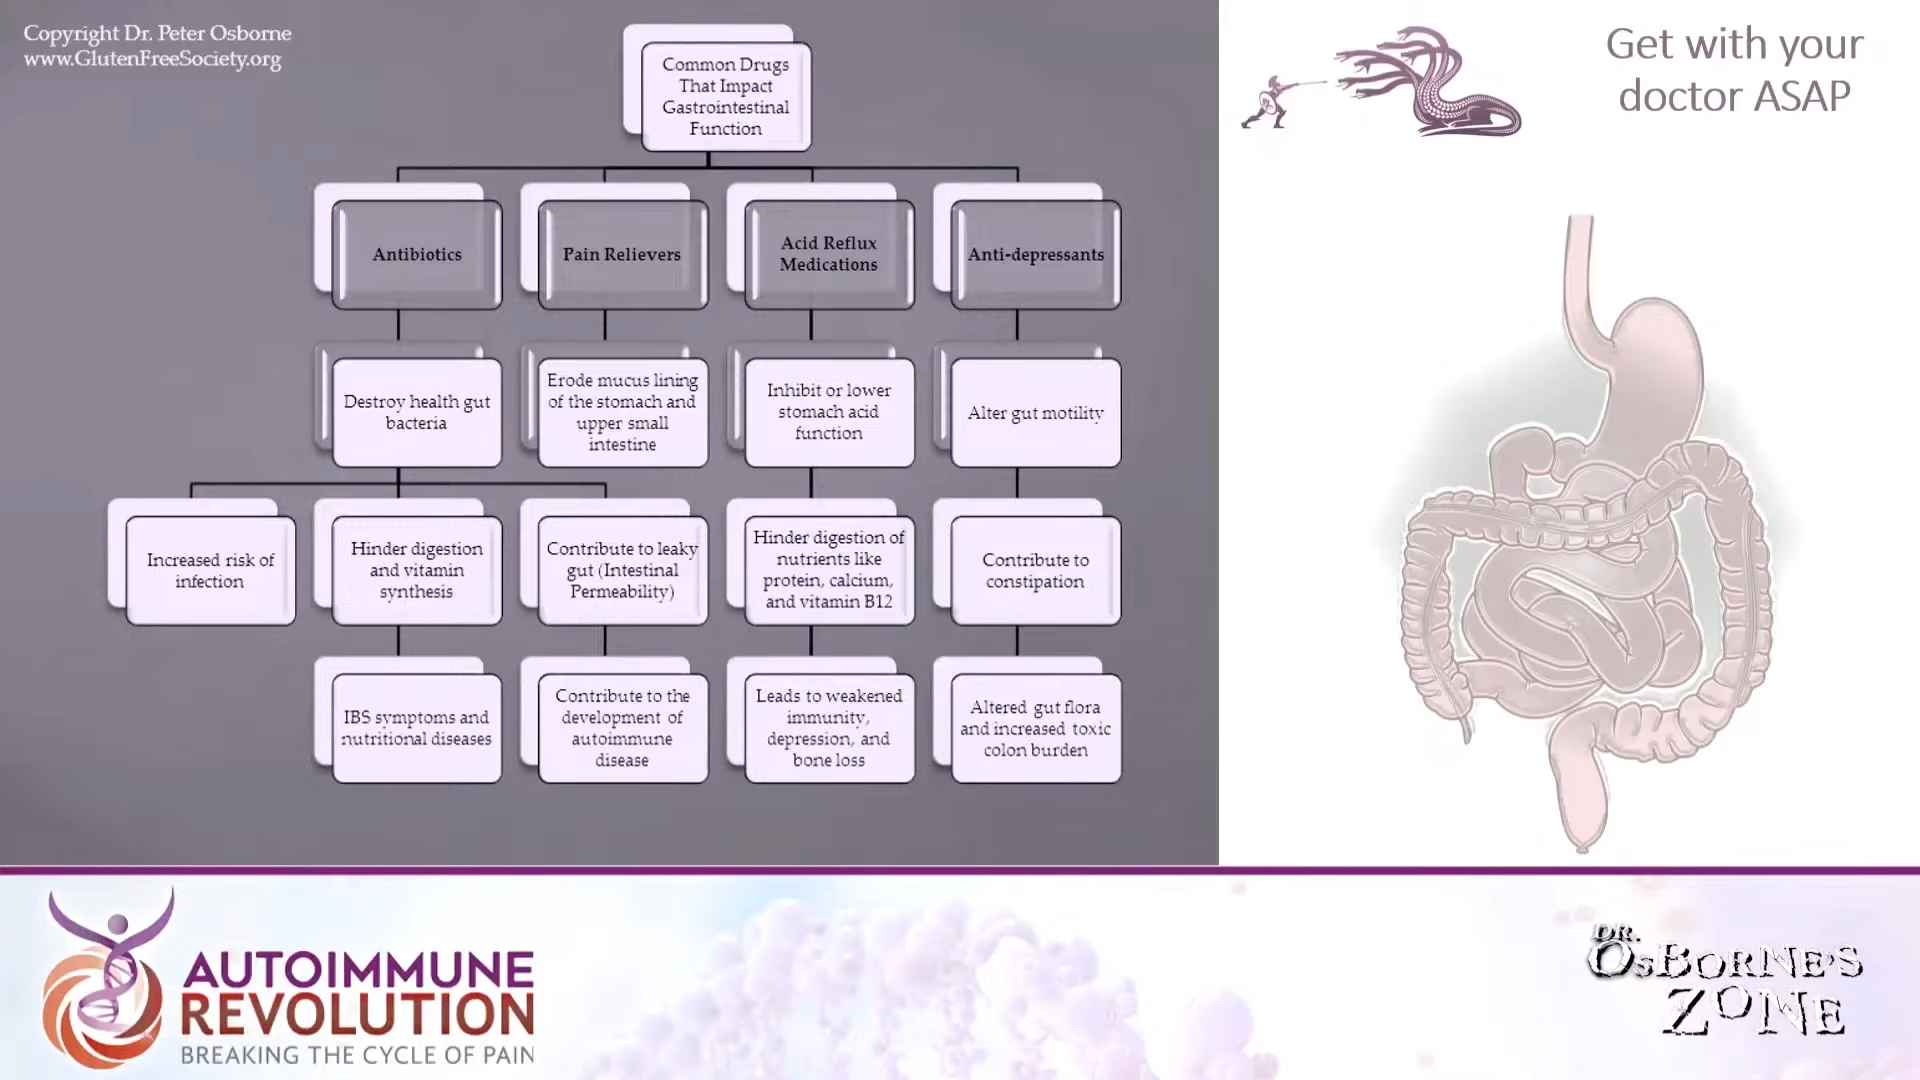 Copyright Dr. Peter Osborne
www.GlutenFreeSociety.org
Common Drugs
That Impact
Gastrointestinal
Function
Antibiotics
Pain Relievers
Acid Reflux
Medications
Anti-depressants
Destroy health gut
bacteria
Erode mucus lining
of the stomach and
upper small
intestine
Inhibit or lower
stomach acid
function
Alter gut motility
Increased risk of
infection
Hinder digestion
and vitamin
synthesis
Contribute to leaky
gut (Intestinal
Permeability)
Hinder digestion of
nutrients like
protein, calcium,
and vitamin B12
Contribute to
constipation
IBS symptoms and
nutritional diseases
Contribute to the
development of
autoimmune
disease
Leads to weakened
immunity,
depression, and
bone loss
Altered gut flora
and increased toxic
colon burden
Get with your
doctor ASAP
AUTOIMMUNE
REVOLUTION
BREAKING THE CYCLE OF PAIN
DR.
OSBORNE'S
ZONE